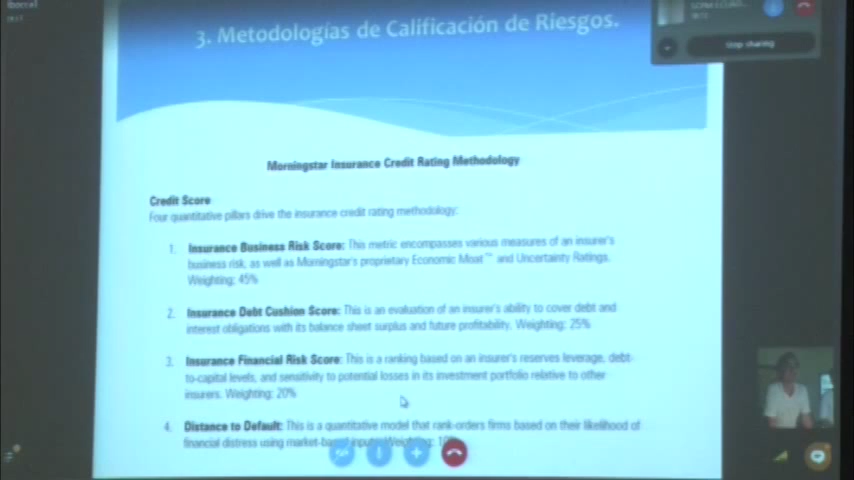 3. Metodologías de Calificación de Riesgos.
Stop sharing
Morningstar Insurance Credit Rating Methodology
Credit Score
Four quantitative pillars drive the insurance credit rating methodology:
1. Insurance Business Risk Score: This metric encompasses various measures of an insurer's
business risk, as well as Morningstar's proprietary Economic Moat™ and Uncertainty Ratings.
Weighting: 45%
2. Insurance Debt Cushion Score: This is an evaluation of an insurer's ability to cover debt and
interest obligations with its balance sheet surplus and future profitability. Weighting: 25%
3. Insurance Financial Risk Score: This is a ranking based on an insurer's reserves leverage, debt-
to-capital levels, and sensitivity to potential losses in its investment portfolio relative to other
insurers. Weighting: 20%
4. Distance to Default: This is a quantitative model that rank-orders firms based on their likelihood of
financial distress using market-based inputs. Weighting: